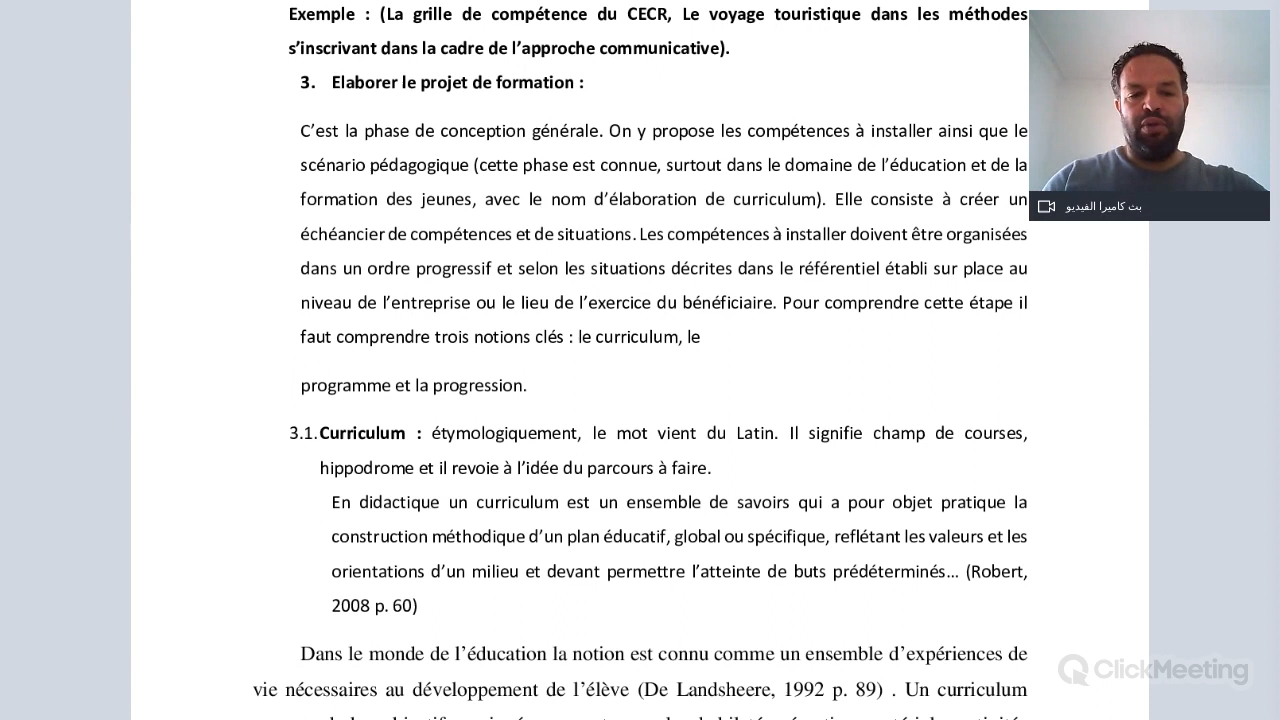 Exemple : (La grille de compétence du CECR, Le voyage touristique dans les méthodes
s’inscrivant dans la cadre de l’approche communicative).
3. Elaborer le projet de formation :
C’est la phase de conception générale. On y propose les compétences à installer ainsi que le
scénario pédagogique (cette phase est connue, surtout dans le domaine de l’éducation et de la
formation des jeunes, avec le nom d’élaboration de curriculum). Elle consiste à créer un
échéancier de compétences et de situations. Les compétences à installer doivent être organisées
dans un ordre progressif et selon les situations décrites dans le référentiel établi sur place au
niveau de l’entreprise ou le lieu de l’exercice du bénéficiaire. Pour comprendre cette étape il
faut comprendre trois notions clés : le curriculum, le
programme et la progression.
3.1. Curriculum : étymologiquement, le mot vient du Latin. Il signifie champ de courses,
hippodrome et il revoie à l’idée du parcours à faire.
En didactique un curriculum est un ensemble de savoirs qui a pour objet pratique la
construction méthodique d’un plan éducatif, global ou spécifique, reflétant les valeurs et les
orientations d’un milieu et devant permettre l’atteinte de buts prédéterminés… (Robert,
2008 p. 60)
Dans le monde de l’éducation la notion est connu comme un ensemble d’expériences de
vie nécessaires au développement de l’élève (De Landsheere, 1992 p. 89) . Un curriculum
بث كاميرا الفيديو
ClickMeeting